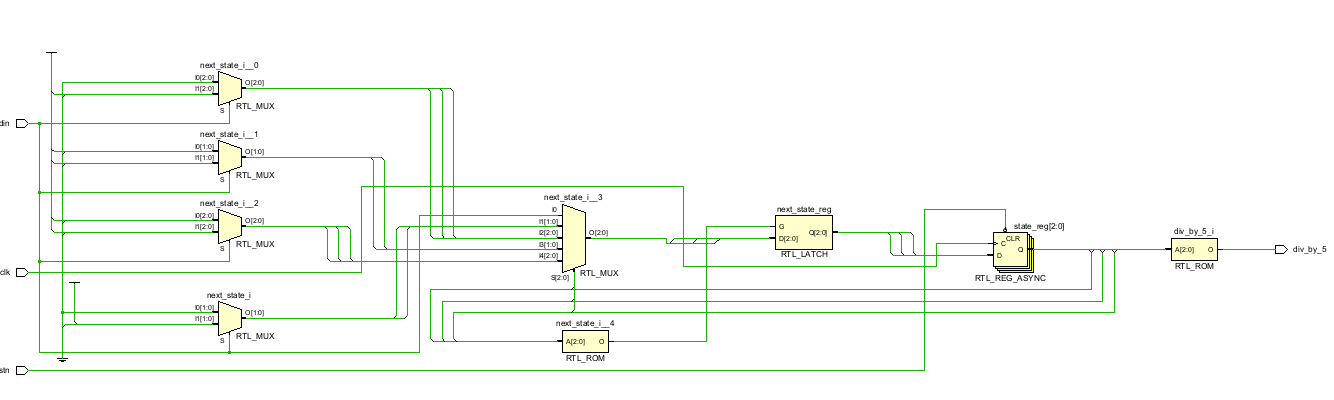 next_state_i__0
I0[2:0]
I1[2:0]
O[2:0]
S
RTL_MUX
din
next_state_i__1
I0[1:0]
I1[1:0]
O[1:0]
S
RTL_MUX
next_state_i__2
I0[2:0]
I1[2:0]
O[2:0]
S
RTL_MUX
clk
next_state_i
I0[1:0]
I1[1:0]
O[1:0]
S
RTL_MUX
stn
next_state_i__3
I0
I1[1:0]
I2[2:0]
I3[1:0]
I4[2:0]
O[2:0]
S[2:0]
RTL_MUX
next_state_i__4
A[2:0]
O
RTL_ROM
next_state_reg
G
D[2:0]
Q[2:0]
RTL_LATCH
state_reg[2:0]
CLR
C
D
Q
RTL_REG_ASYNC
div_by_5_i
A[2:0]
O
RTL_ROM
div_by_5